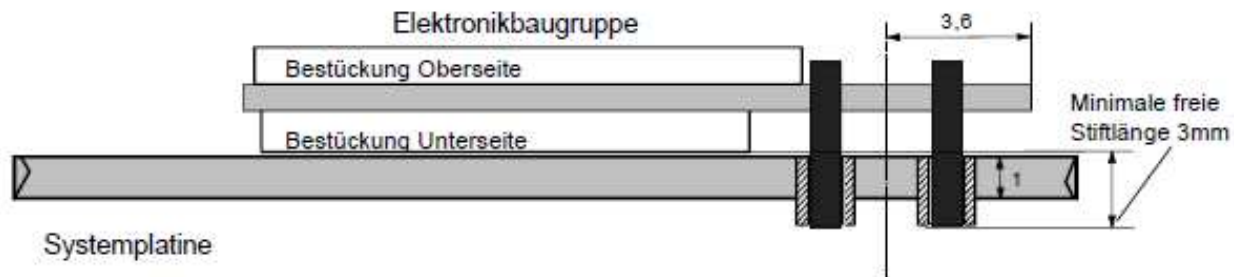 Elektronikbaugruppe
3,6
Bestückung Oberseite
Minimale freie
Stiftlänge 3mm
Bestückung Unterseite
1
Systemplatine